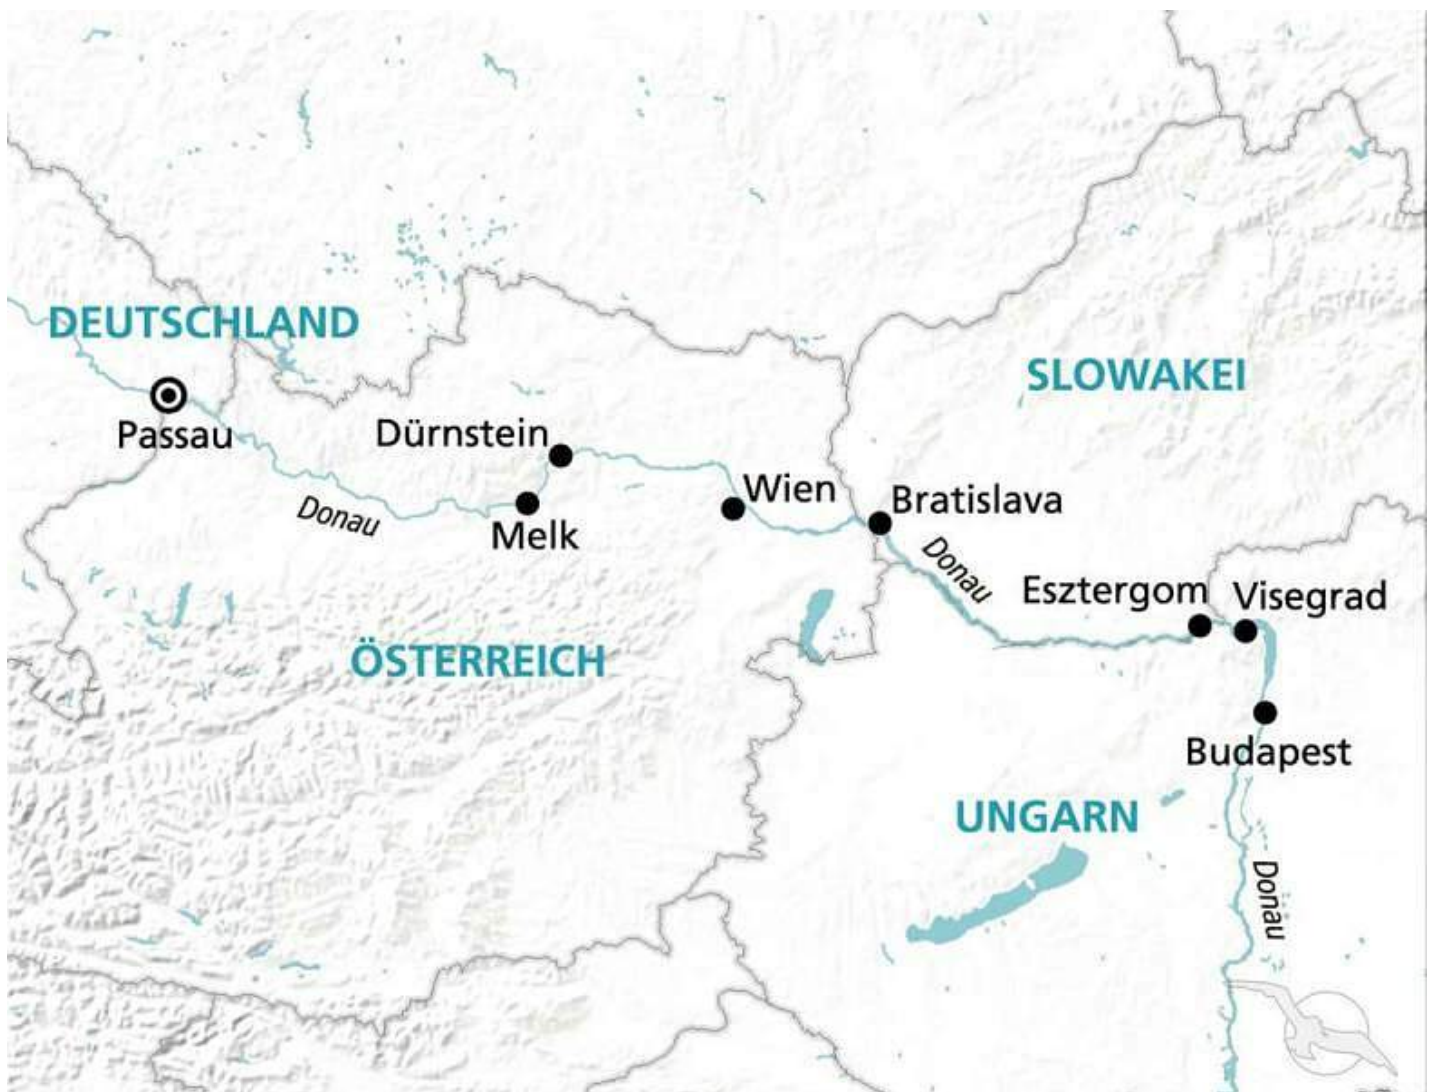 DEUTSCHLAND
SLOWAKEI
Passau
Dürnstein
Wien
Bratislava
Donau
Melk
Donau
Esztergom
Visegrad
ÖSTERREICH
Budapest
UNGARN
Donau